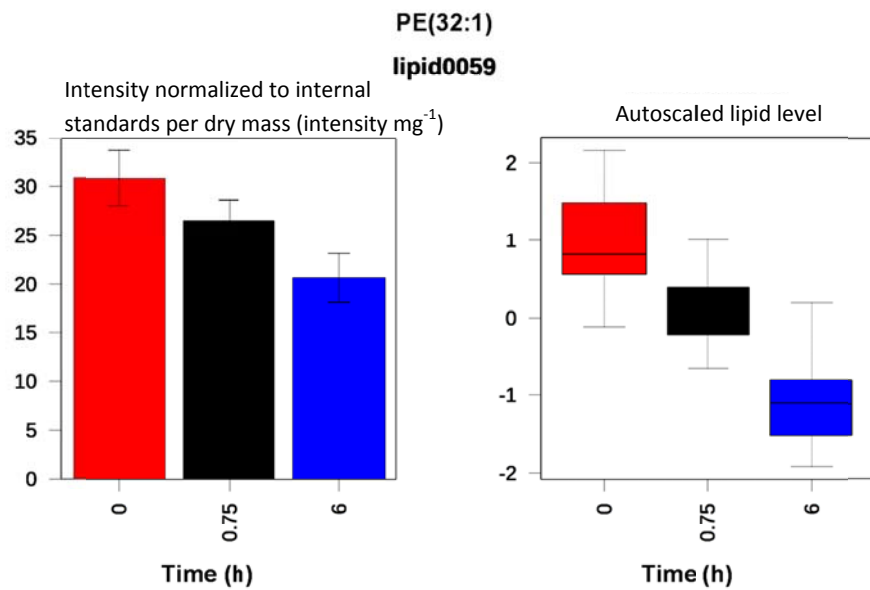 PE(32:1)
lipid0059
Intensity normalized to internal
standards per dry mass (intensity mg⁻¹)
35
30
25
20
15
10
5
0
0
0.75
6
Time (h)
Autoscaled lipid level
2
1
0
-1
-2
0
0.75
6
Time (h)